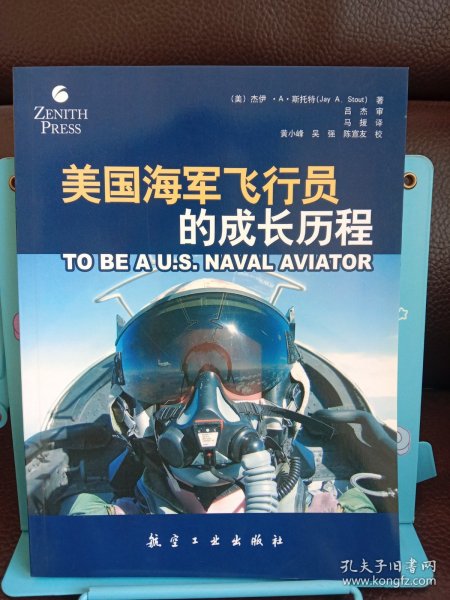 ZENITH
PRESS
(美) 杰伊·A·斯托特(Jay A. Stout) 著
吕杰 审
马援 译
黄小峰 吴强 陈宣友 校
美国海军飞行员
的成长历程
TO BE A U.S. NAVAL AVIATOR
航空工业出版社
孔夫子旧书网
www.kongfz.com